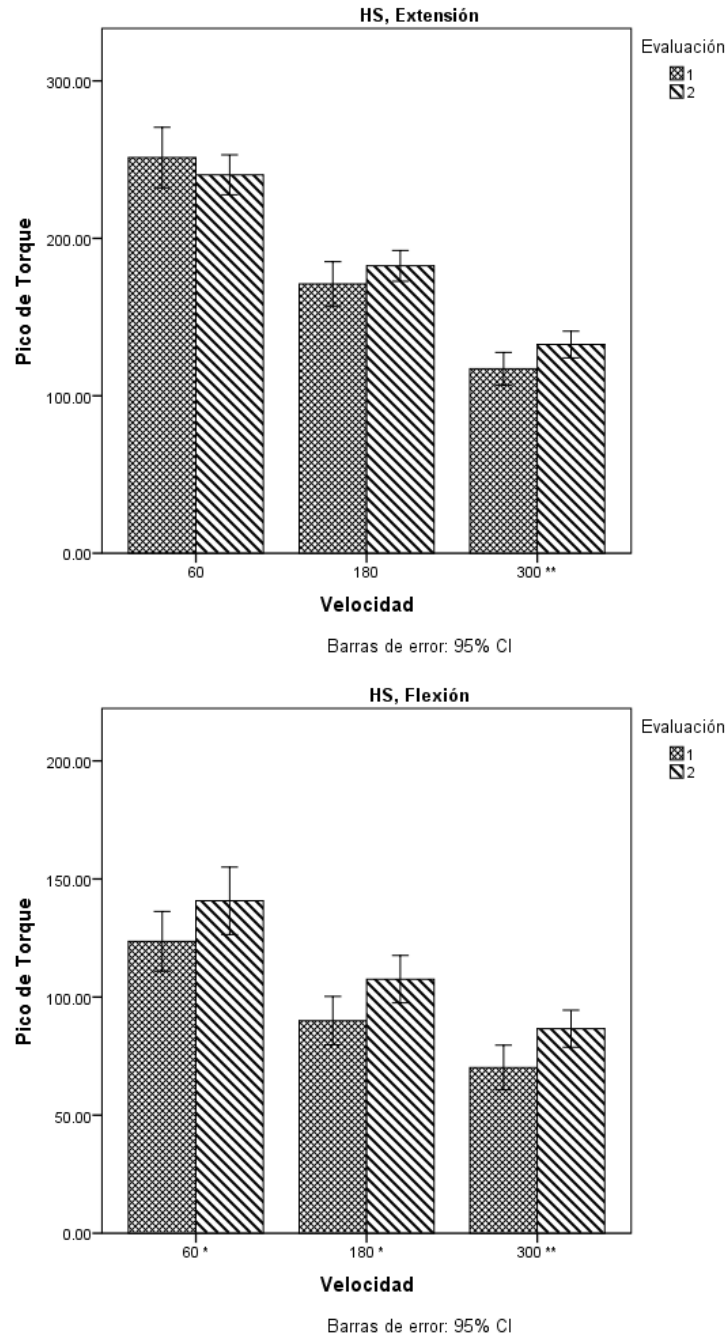 HS, Extensión
Evaluación
1
2
300.00
200.00
100.00
0.00
Pico de Torque
60 180 300 **
Velocidad
Barras de error: 95% CI
HS, Flexión
Evaluación
1
2
200.00
150.00
100.00
50.00
0.00
Pico de Torque
60 * 180 * 300 **
Velocidad
Barras de error: 95% CI